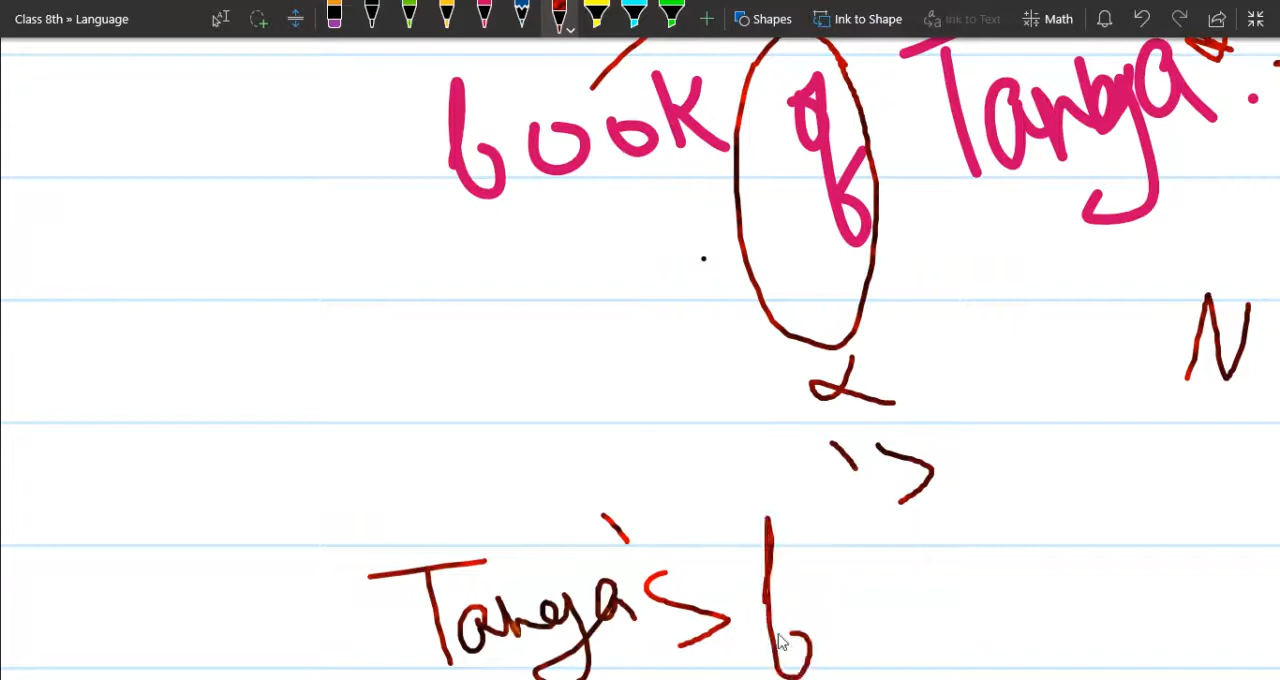 Class 8th » Language Shapes Ink to Shape Ink to Text Math
book of Tanya.
N
's
Tanya's b